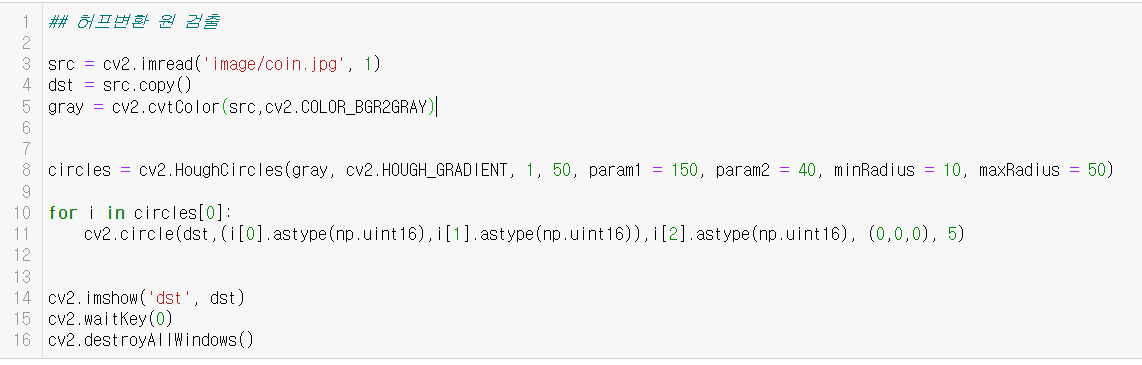 1 ## 허프변환 원 검출
2
3 src = cv2.imread('image/coin.jpg', 1)
4 dst = src.copy()
5 gray = cv2.cvtColor(src,cv2.COLOR_BGR2GRAY)
6
7
8 circles = cv2.HoughCircles(gray, cv2.HOUGH_GRADIENT, 1, 50, param1 = 150, param2 = 40, minRadius = 10, maxRadius = 50)
9
10 for i in circles[0]:
11     cv2.circle(dst,(i[0].astype(np.uint16),i[1].astype(np.uint16)),i[2].astype(np.uint16), (0,0,0), 5)
12
13
14 cv2.imshow('dst', dst)
15 cv2.waitKey(0)
16 cv2.destroyAllWindows()